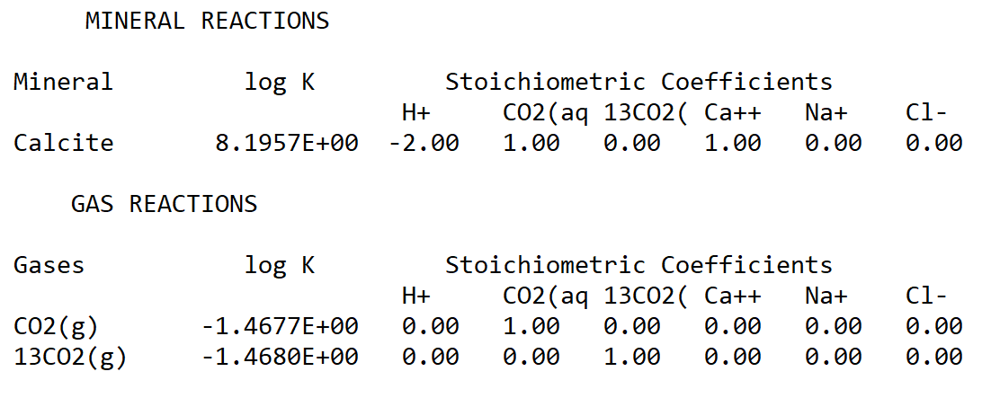 MINERAL REACTIONS
Mineral log K Stoichiometric Coefficients
H+ CO2(aq 13CO2( Ca++ Na+ Cl-
Calcite 8.1957E+00 -2.00 1.00 0.00 1.00 0.00 0.00
GAS REACTIONS
Gases log K Stoichiometric Coefficients
H+ CO2(aq 13CO2( Ca++ Na+ Cl-
CO2(g) -1.4677E+00 0.00 1.00 0.00 0.00 0.00 0.00
13CO2(g) -1.4680E+00 0.00 0.00 1.00 0.00 0.00 0.00